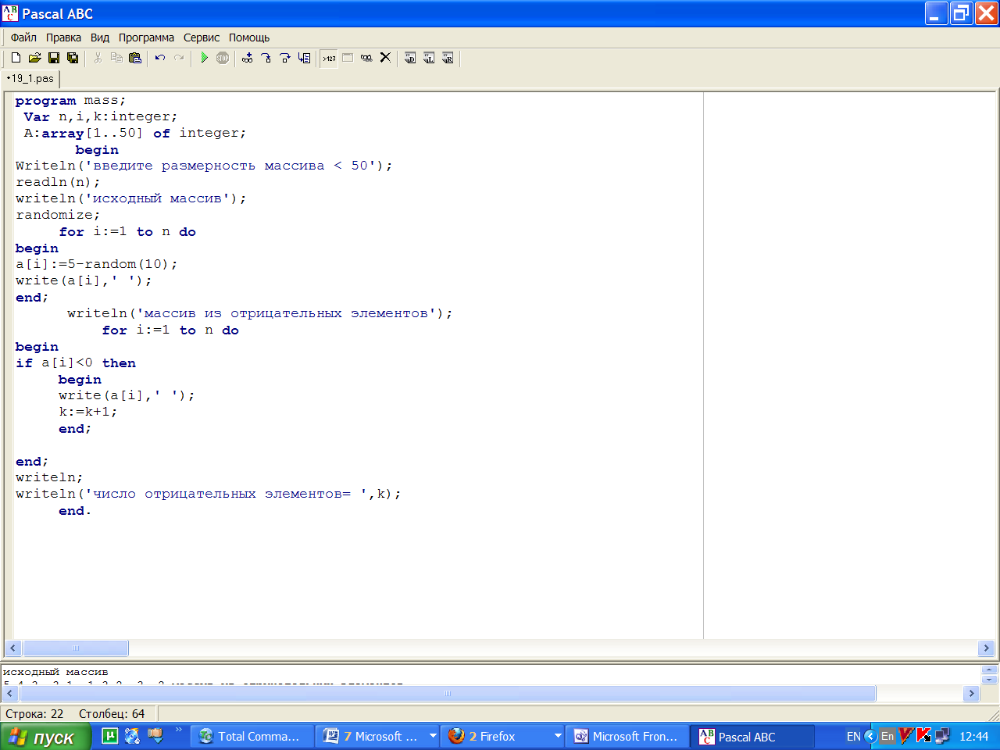 Pascal ABC
Файл Правка Вид Программа Сервис Помощь
•19_1.pas
program mass;
Var n,i,k:integer;
A:array[1..50] of integer;
begin
Writeln('введите размерность массива < 50');
readln(n);
writeln('исходный массив');
randomize;
for i:=1 to n do
begin
a[i]:=5-random(10);
write(a[i],' ');
end;
writeln('массив из отрицательных элементов');
for i:=1 to n do
begin
if a[i]<0 then
begin
write(a[i],' ');
k:=k+1;
end;
end;
writeln;
writeln('число отрицательных элементов= ',k);
end.
исходный массив
Строка: 22 Столбец: 64
пуск Total Comma... 7 Microsoft ... 2 Firefox Microsoft Fron... Pascal ABC EN En 12:44